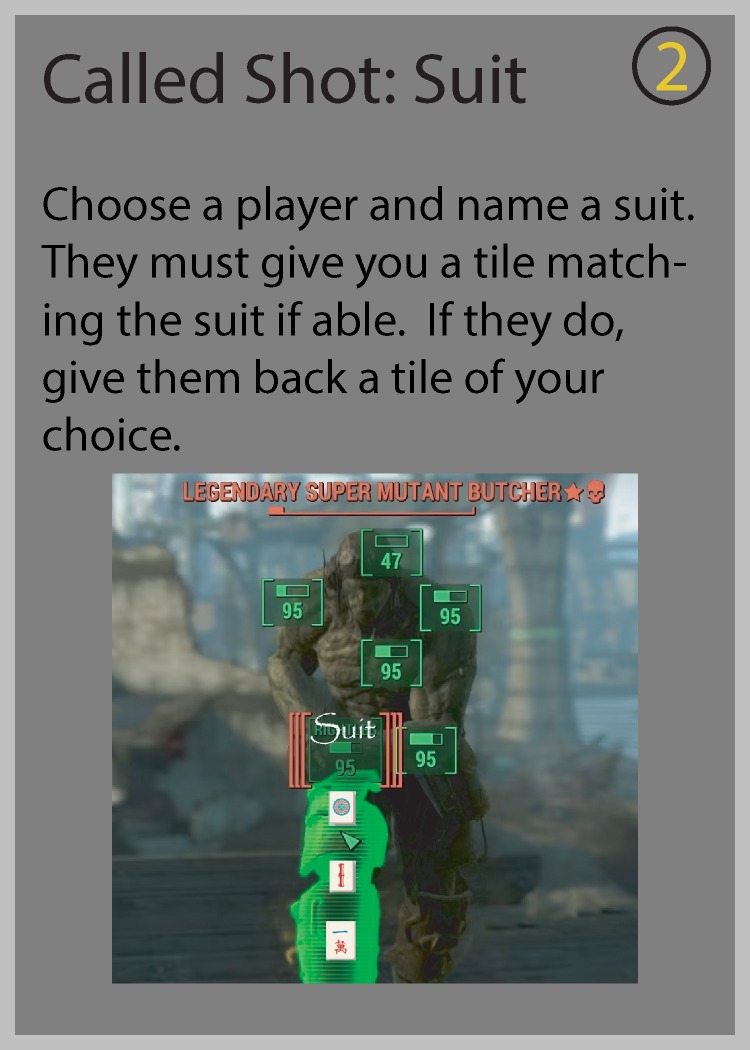 Called Shot: Suit
2
Choose a player and name a suit.
They must give you a tile match-
ing the suit if able.  If they do,
give them back a tile of your
choice.
LEGENDARY SUPER MUTANT BUTCHER
47
95
95
95
Suit
95
95
一
萬